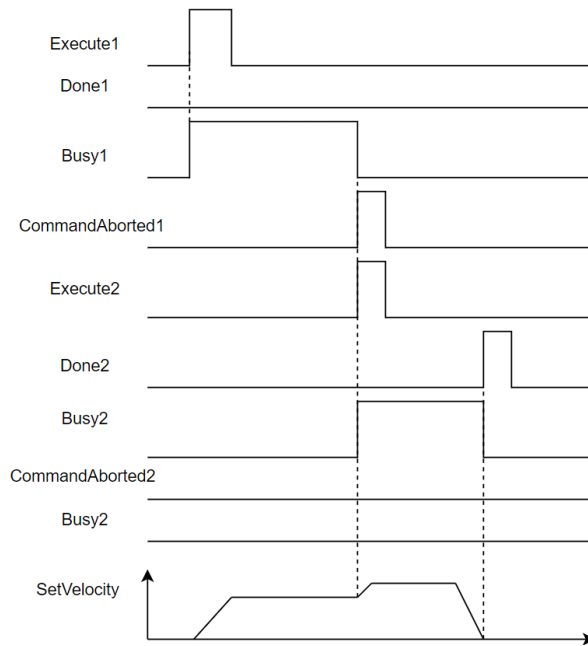 Execute1
Done1
Busy1
CommandAborted1
Execute2
Done2
Busy2
CommandAborted2
Busy2
SetVelocity